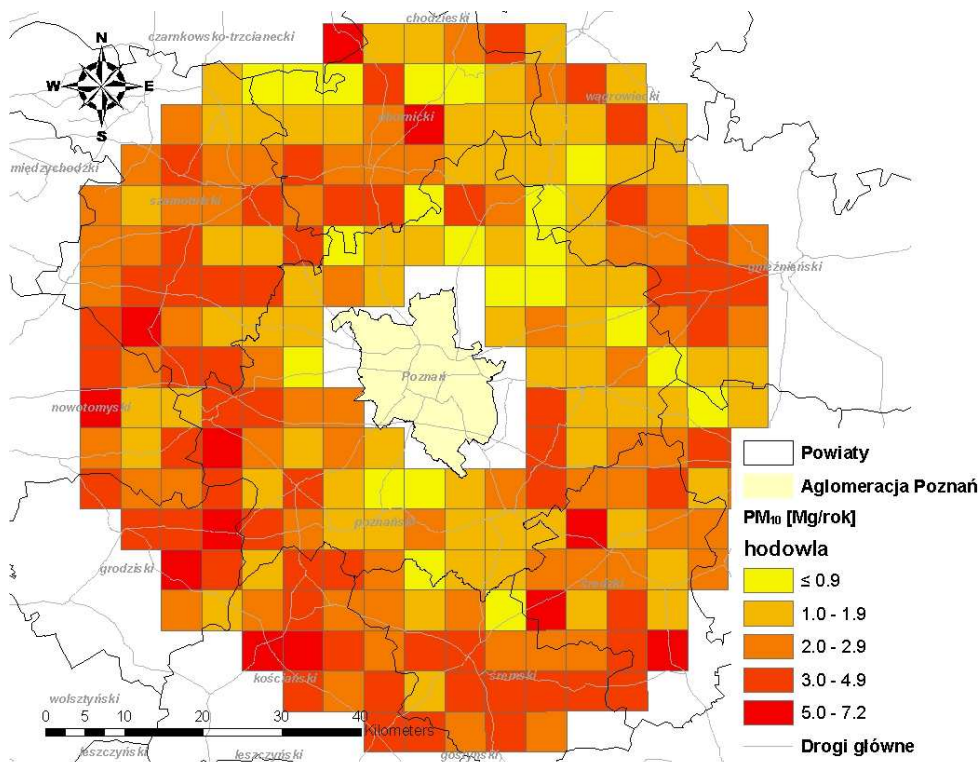 chodzieski
czarnkowsko-trzcianecki
N
W E
S
wągrowiecki
obornicki
międzychodzki
szamotulski
gnieźnieński
Poznań
nowotomyski
Powiaty
Aglomeracja Poznań
PM₁₀ [Mg/rok]
hodowla
≤ 0.9
1.0 - 1.9
2.0 - 2.9
3.0 - 4.9
5.0 - 7.2
Drogi główne
poznański
grodziski
średzki
kościański
śremski
wolsztyński
0 5 10 20 30 40
Kilometers
leszczyński
leszczyński
gostyński